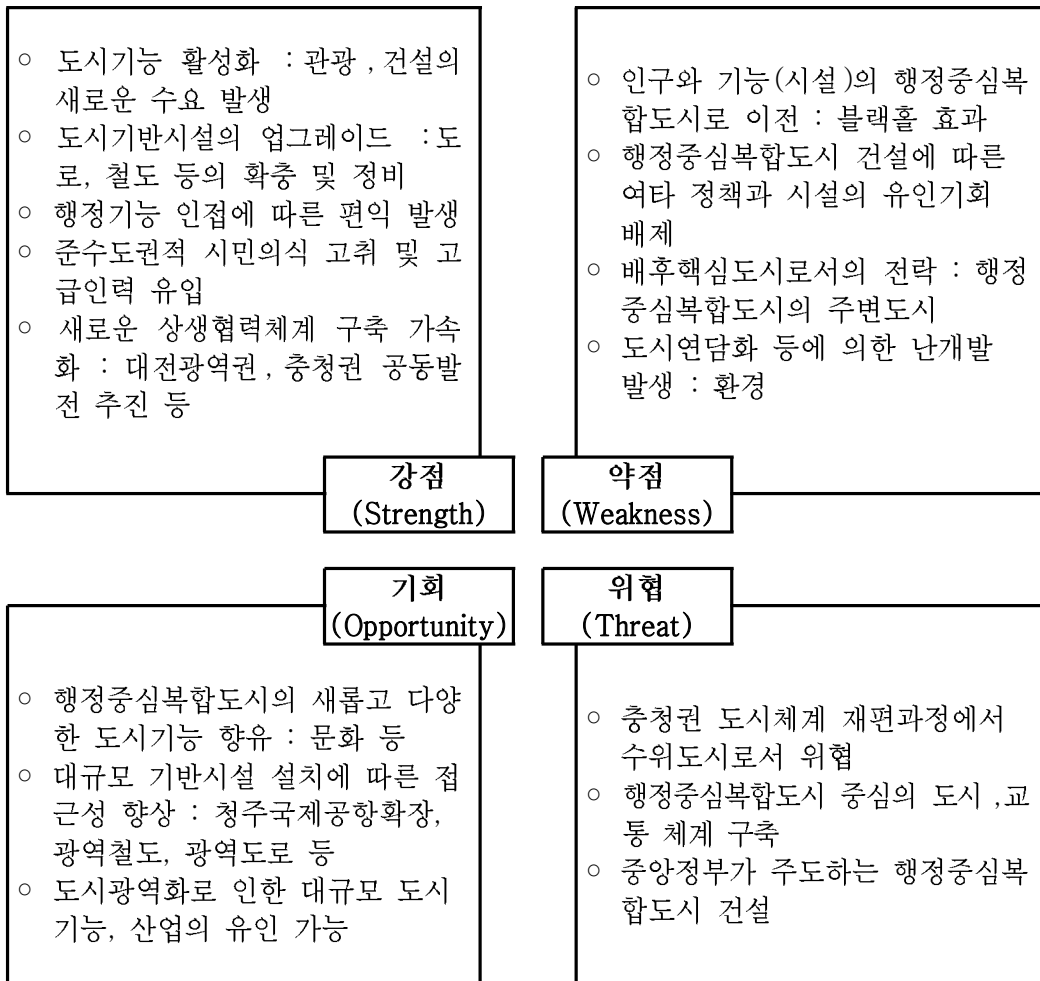 ○ 도시기능 활성화 : 관광, 건설의
새로운 수요 발생
○ 도시기반시설의 업그레이드 : 도
로, 철도 등의 확충 및 정비
○ 행정기능 인접에 따른 편익 발생
○ 준수도권적 시민의식 고취 및 고
급인력 유입
○ 새로운 상생협력체계 구축 가속
화 : 대전광역권, 충청권 공동발
전 추진 등
강점
(Strength)
○ 인구와 기능(시설)의 행정중심복
합도시로 이전 : 블랙홀 효과
○ 행정중심복합도시 건설에 따른
여타 정책과 시설의 유인기회
배제
○ 배후핵심도시로서의 전락 : 행정
중심복합도시의 주변도시
○ 도시연담화 등에 의한 난개발
발생 : 환경
약점
(Weakness)
기회
(Opportunity)
○ 행정중심복합도시의 새롭고 다양
한 도시기능 향유 : 문화 등
○ 대규모 기반시설 설치에 따른 접
근성 향상 : 청주국제공항확장,
광역철도, 광역도로 등
○ 도시광역화로 인한 대규모 도시
기능, 산업의 유인 가능
위협
(Threat)
○ 충청권 도시체계 재편과정에서
수위도시로서 위협
○ 행정중심복합도시 중심의 도시,교
통 체계 구축
○ 중앙정부가 주도하는 행정중심복
합도시 건설